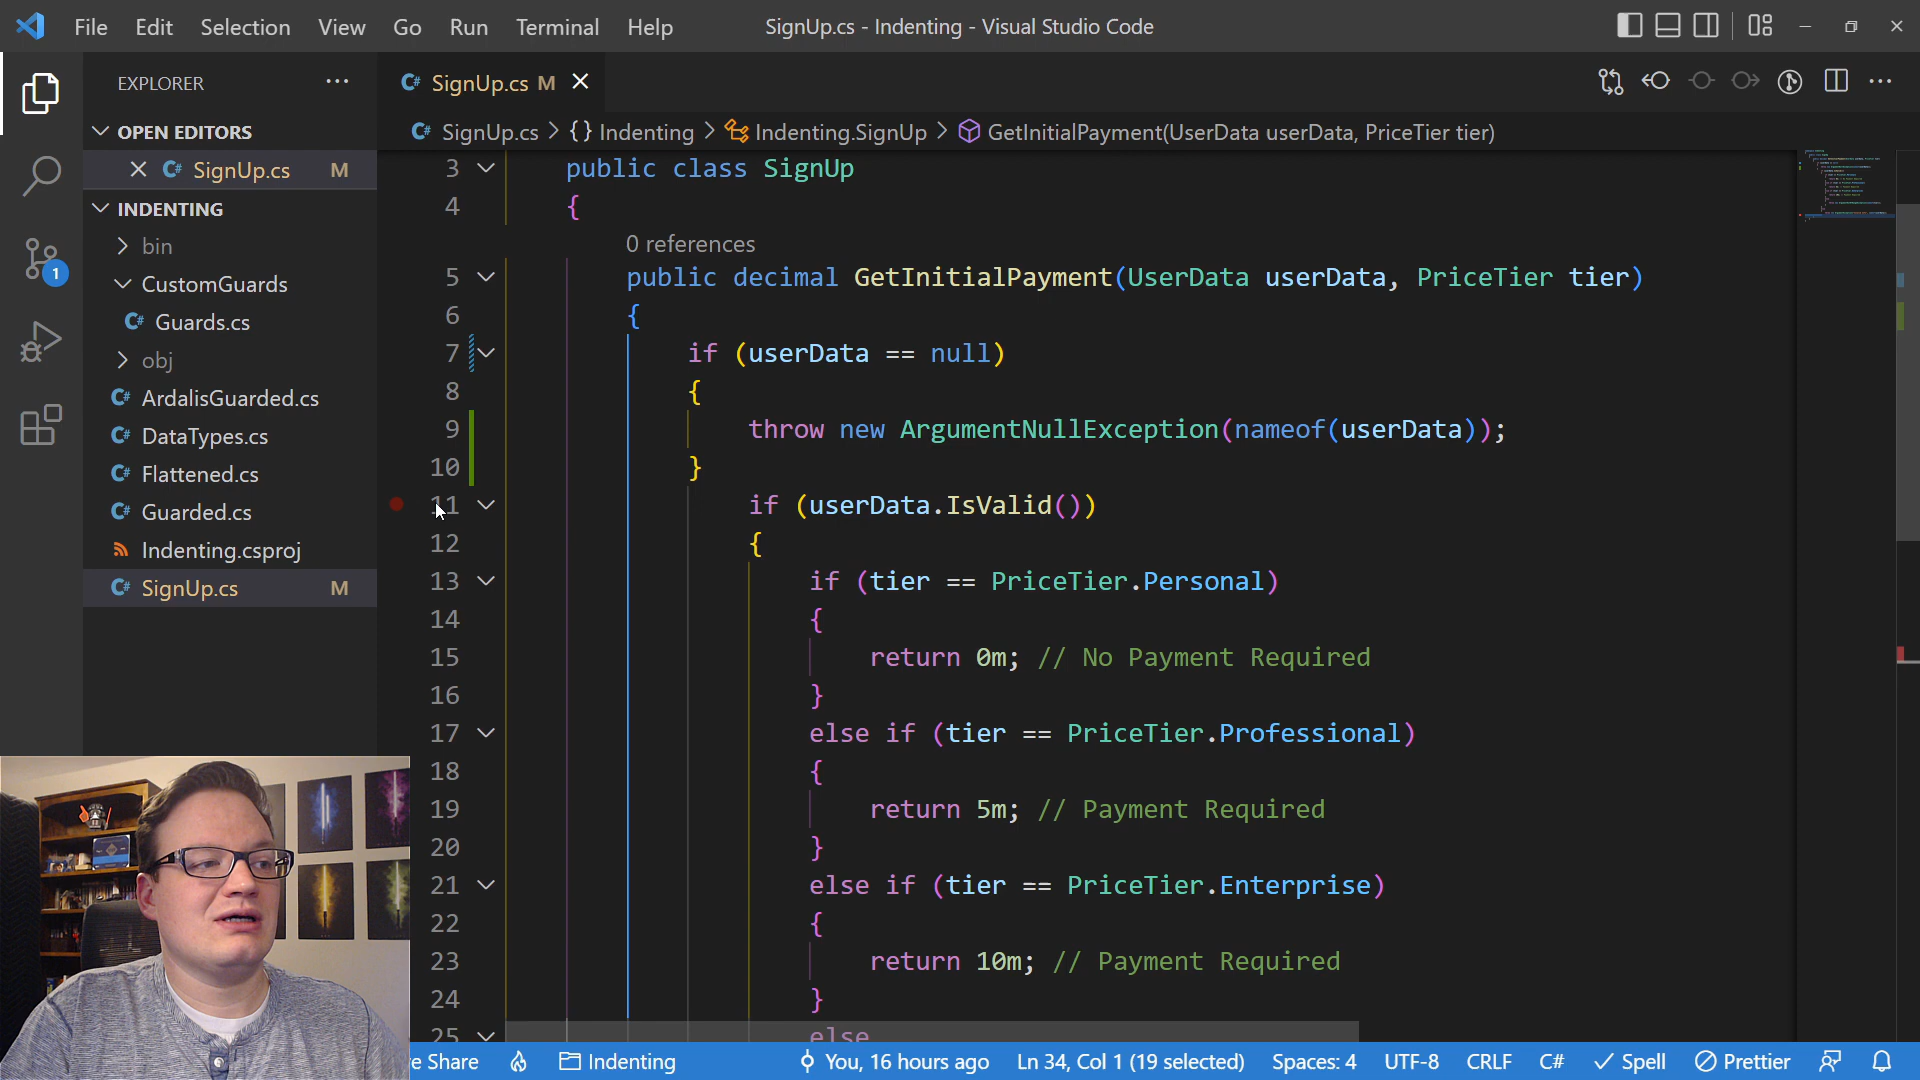 File Edit Selection View Go Run Terminal Help
SignUp.cs - Indenting - Visual Studio Code
EXPLORER
OPEN EDITORS
SignUp.cs M
INDENTING
bin
CustomGuards
Guards.cs
obj
ArdalisGuarded.cs
DataTypes.cs
Flattened.cs
Guarded.cs
Indenting.csproj
SignUp.cs M
1
SignUp.cs M
SignUp.cs > {} Indenting > Indenting.SignUp > GetInitialPayment(UserData userData, PriceTier tier)
3 public class SignUp
4 {
0 references
5 public decimal GetInitialPayment(UserData userData, PriceTier tier)
6 {
7 if (userData == null)
8 {
9 throw new ArgumentNullException(nameof(userData));
10 }
11 if (userData.IsValid())
12 {
13 if (tier == PriceTier.Personal)
14 {
15 return 0m; // No Payment Required
16 }
17 else if (tier == PriceTier.Professional)
18 {
19 return 5m; // Payment Required
20 }
21 else if (tier == PriceTier.Enterprise)
22 {
23 return 10m; // Payment Required
24 }
25 else
Share Indenting You, 16 hours ago Ln 34, Col 1 (19 selected) Spaces: 4 UTF-8 CRLF C# Spell Prettier